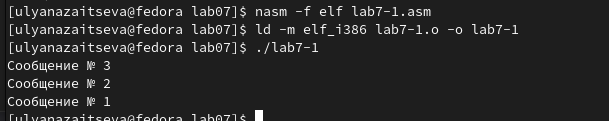 [ulyanazaitseva@fedora lab07]$ nasm -f elf lab7-1.asm
[ulyanazaitseva@fedora lab07]$ ld -m elf_i386 lab7-1.o -o lab7-1
[ulyanazaitseva@fedora lab07]$ ./lab7-1
Сообщение № 3
Сообщение № 2
Сообщение № 1
[ulyanazaitseva@fedora lab07]$